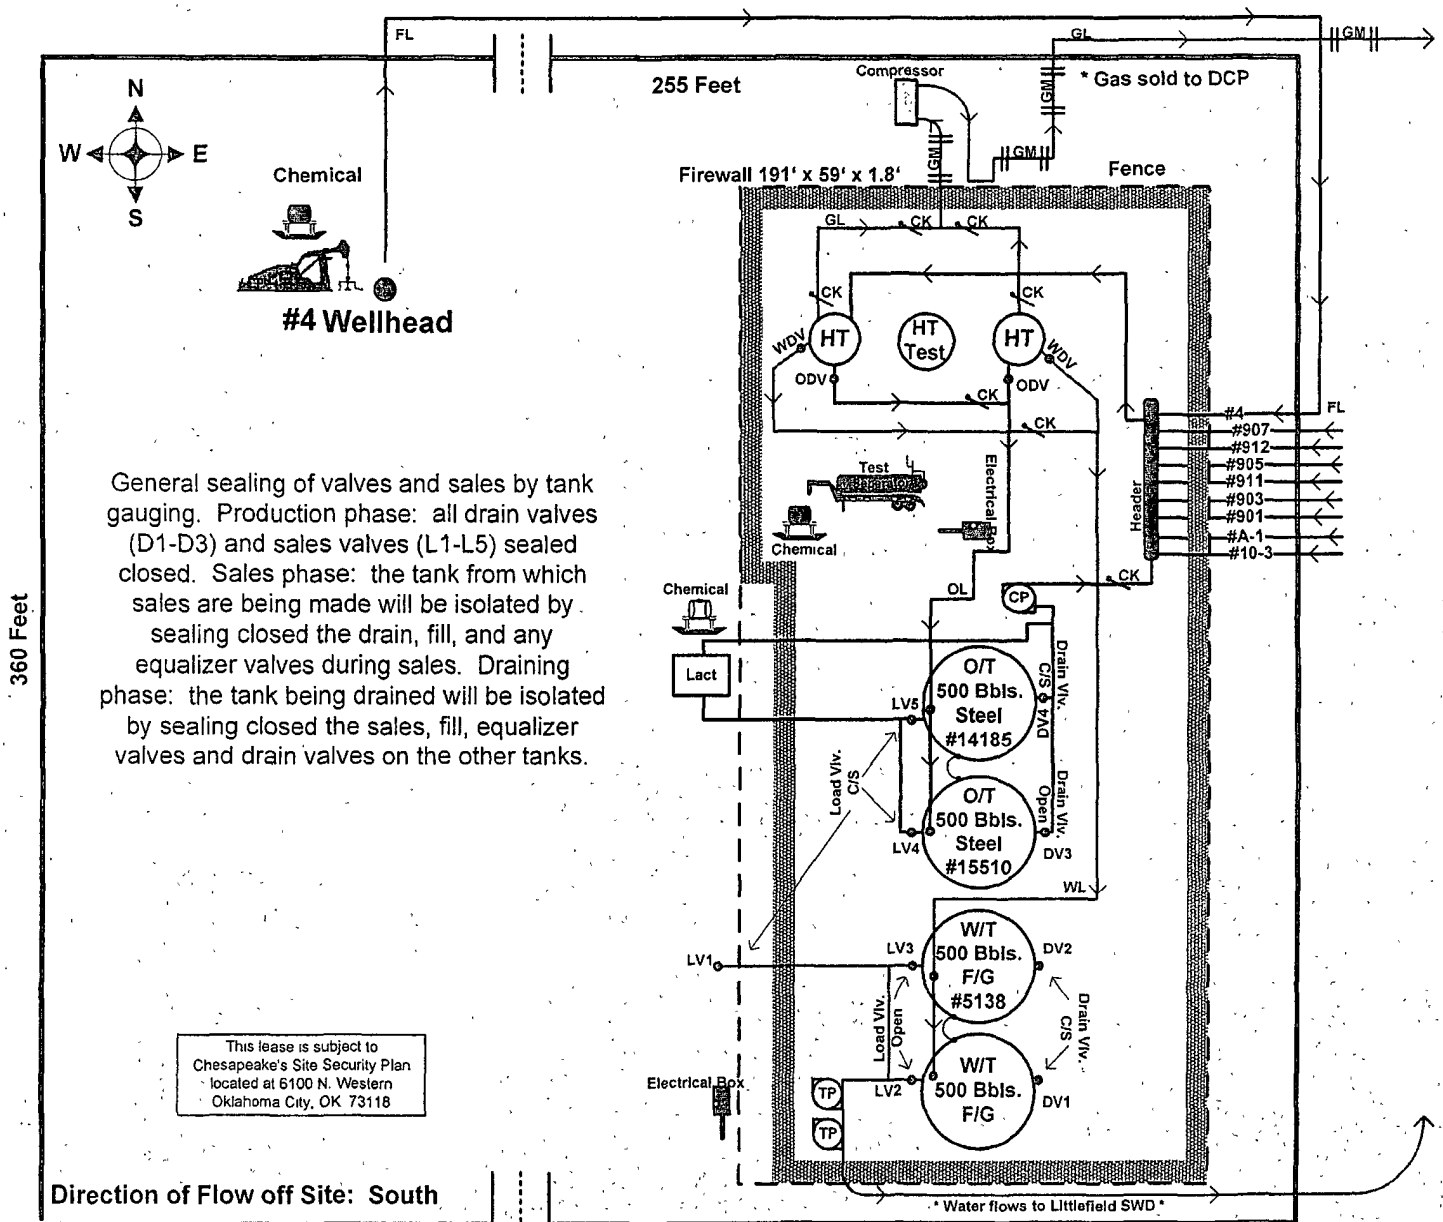 FL
GL
GM
255 Feet
Compressor
* Gas sold to DCP
GM
GM
GM
N
W
E
S
Chemical
Firewall 191' x 59' x 1.8'
Fence
GL
CK
CK
#4 Wellhead
CK
CK
HT
HT
Test
HT
WDV
WDV
ODV
ODV
CK
CK
#4
FL
#907
#912
#905
#911
#903
#901
#A-1
#10-3
Header
Test
Electrical
Box
Chemical
General sealing of valves and sales by tank
gauging. Production phase: all drain valves
(D1-D3) and sales valves (L1-L5) sealed
closed. Sales phase: the tank from which
sales are being made will be isolated by
sealing closed the drain, fill, and any
equalizer valves during sales. Draining
phase: the tank being drained will be isolated
by sealing closed the sales, fill, equalizer
valves and drain valves on the other tanks.
360 Feet
Chemical
OL
CP
CK
Lact
O/T
500 Bbls.
Steel
#14185
LV5
Drain Vlv.
C/S
DV4
Load Vlv.
C/S
O/T
500 Bbls.
Steel
#15510
LV4
Drain Vlv.
Open
DV3
WL
LV1
LV3
W/T
500 Bbls.
F/G
#5138
DV2
Load Vlv.
Open
Drain Vlv.
C/S
W/T
500 Bbls.
F/G
LV2
DV1
TP
TP
Electrical Box
This lease is subject to
Chesapeake's Site Security Plan
located at 6100 N. Western
Oklahoma City, OK 73118
Direction of Flow off Site: South
* Water flows to Littlefield SWD *